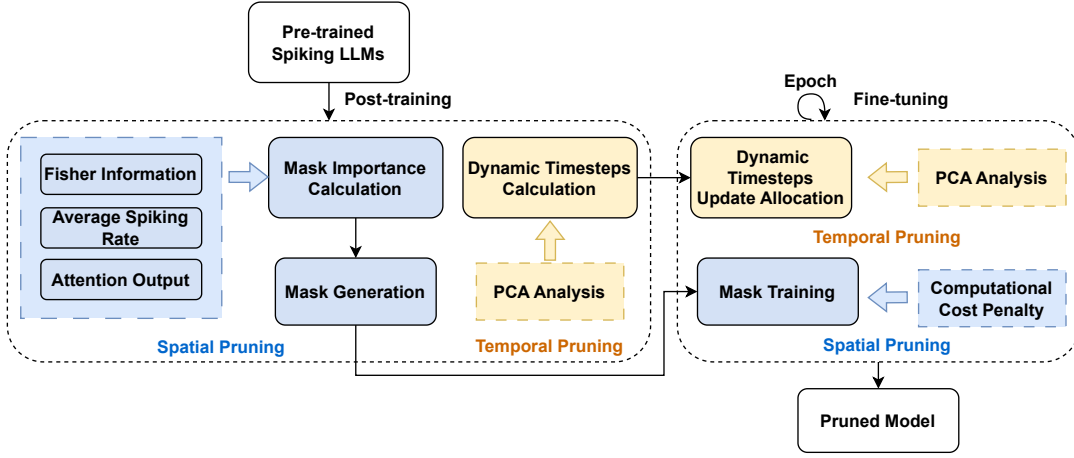 Pre-trained
Spiking LLMs
Post-training
Fisher Information
Average Spiking
Rate
Attention Output
Mask Importance
Calculation
Mask Generation
Spatial Pruning
Dynamic Timesteps
Calculation
PCA Analysis
Temporal Pruning
Epoch
Fine-tuning
Dynamic
Timesteps
Update Allocation
PCA Analysis
Temporal Pruning
Mask Training
Computational
Cost Penalty
Spatial Pruning
Pruned Model